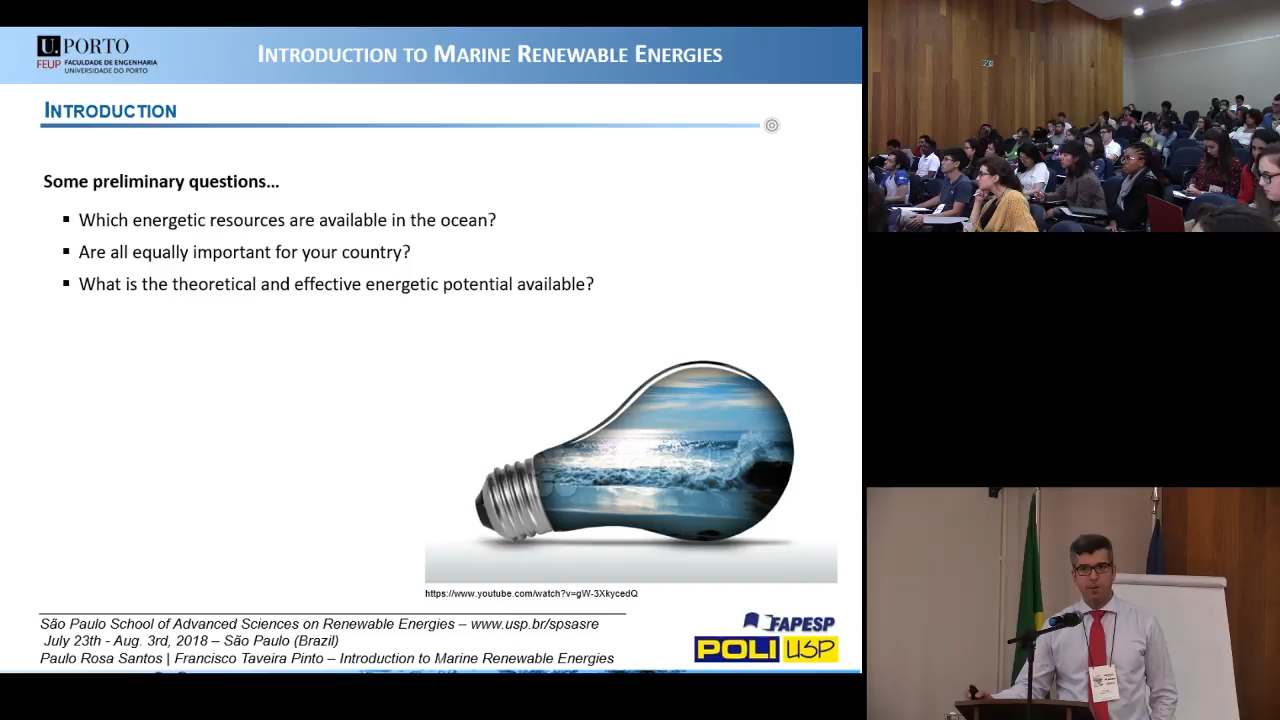 U.PORTO
FEUP FACULDADE DE ENGENHARIA
UNIVERSIDADE DO PORTO
INTRODUCTION TO MARINE RENEWABLE ENERGIES
INTRODUCTION
Some preliminary questions...
▪ Which energetic resources are available in the ocean?
▪ Are all equally important for your country?
▪ What is the theoretical and effective energetic potential available?
https://www.youtube.com/watch?v=gW-3XkycedQ
São Paulo School of Advanced Sciences on Renewable Energies – www.usp.br/spsasre
July 23th - Aug. 3rd, 2018 – São Paulo (Brazil)
Paulo Rosa Santos | Francisco Taveira Pinto – Introduction to Marine Renewable Energies
FAPESP
POLI USP